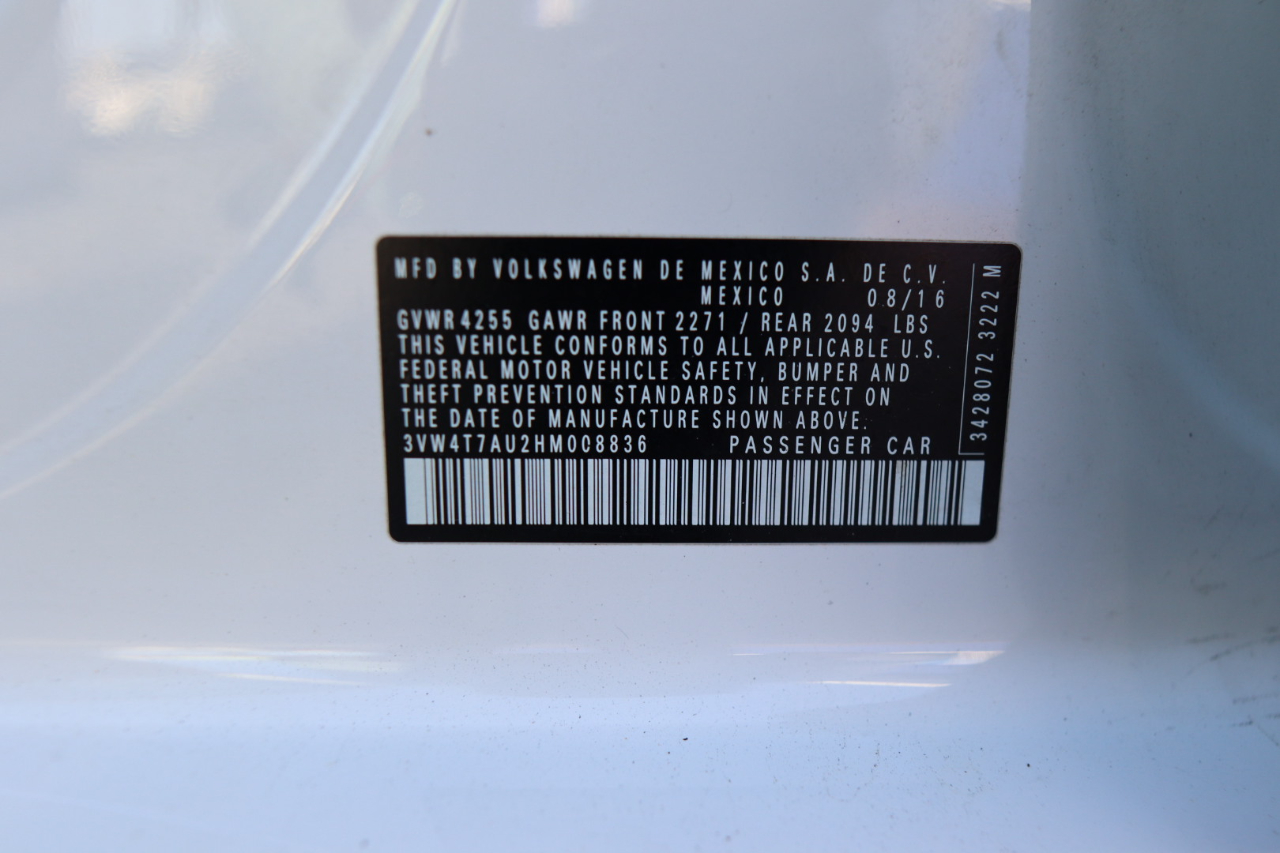 MFD BY VOLKSWAGEN DE MEXICO S.A. DE C.V.
MEXICO 08/16
GVWR 4255 GAWR FRONT 2271 / REAR 2094 LBS
THIS VEHICLE CONFORMS TO ALL APPLICABLE U.S.
FEDERAL MOTOR VEHICLE SAFETY, BUMPER AND
THEFT PREVENTION STANDARDS IN EFFECT ON
THE DATE OF MANUFACTURE SHOWN ABOVE.
3VW4T7AU2HM008836 PASSENGER CAR
3428072 3222 M